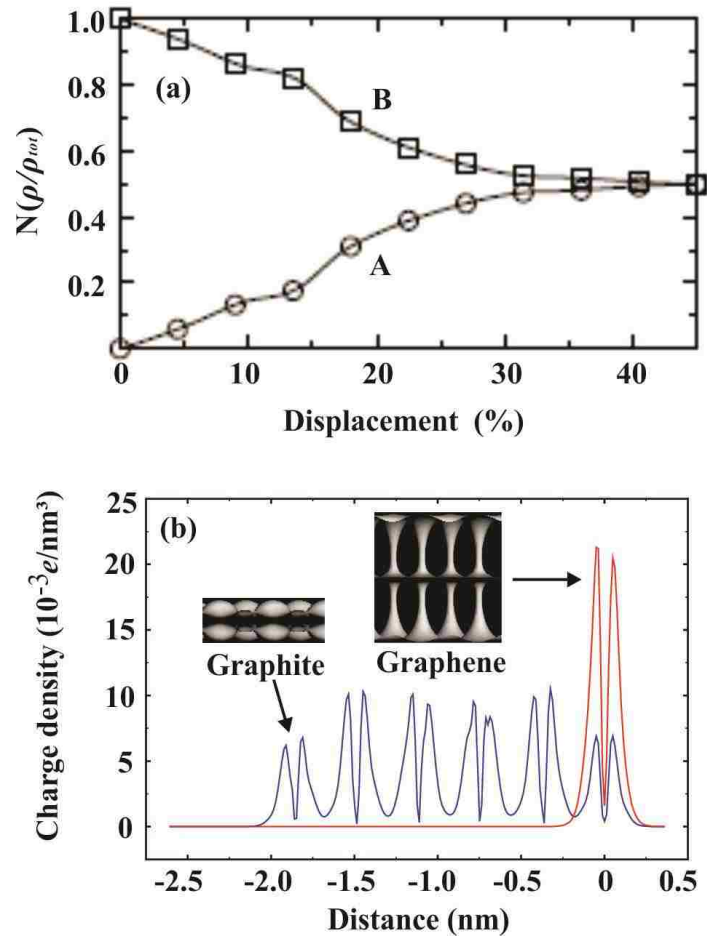 1.0
0.8
0.6
0.4
0.2
N(ρ/ρtot)
(a)
B
A
0 10 20 30 40
Displacement (%)
25
20
15
10
5
0
Charge density (10⁻³e/nm³)
(b)
Graphite
Graphene
-2.5 -2.0 -1.5 -1.0 -0.5 0 0.5
Distance (nm)